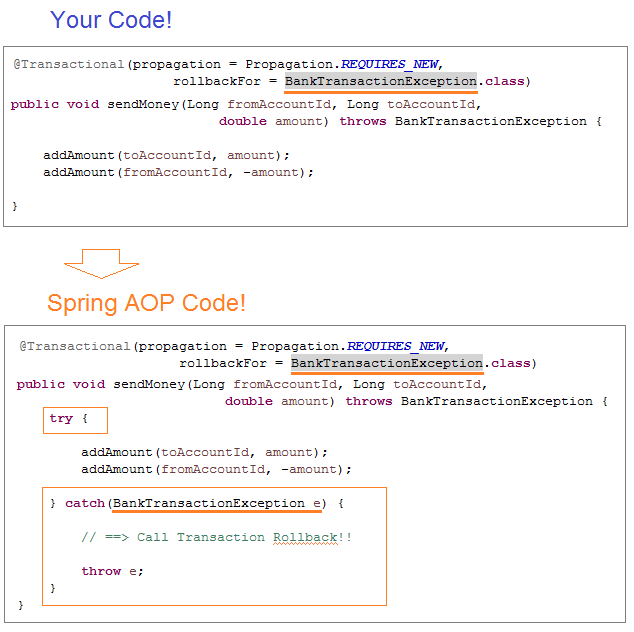 Your Code!
@Transactional(propagation = Propagation.REQUIRES_NEW,
rollbackFor = BankTransactionException.class)
public void sendMoney(Long fromAccountId, Long toAccountId,
double amount) throws BankTransactionException {
addAmount(toAccountId, amount);
addAmount(fromAccountId, -amount);
}
Spring AOP Code!
@Transactional(propagation = Propagation.REQUIRES_NEW,
rollbackFor = BankTransactionException.class)
public void sendMoney(Long fromAccountId, Long toAccountId,
double amount) throws BankTransactionException {
try {
addAmount(toAccountId, amount);
addAmount(fromAccountId, -amount);
} catch(BankTransactionException e) {
// ==> Call Transaction Rollback!!
throw e;
}
}